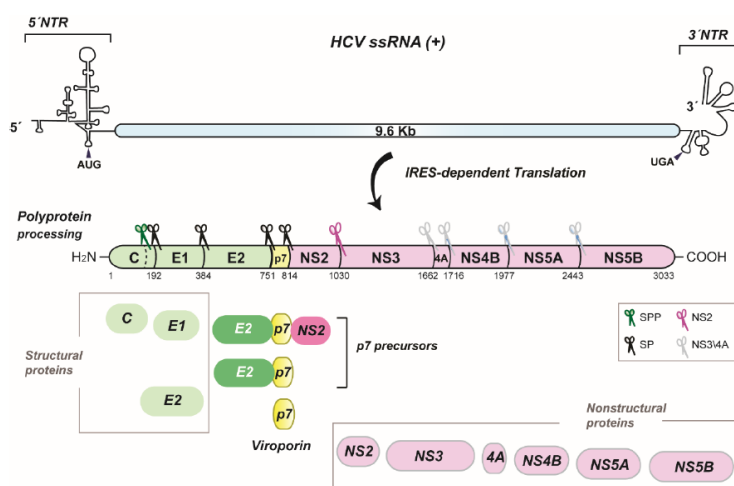 5´NTR
HCV ssRNA (+)
3´NTR
5´
9.6 Kb
3´
AUG
UGA
IRES-dependent Translation
Polyprotein
processing
H₂N
C E1 E2 p7 NS2 NS3 4A NS4B NS5A NS5B
COOH
1 192 384 751 814 1030 1662 1716 1977 2443 3033
C E1 E2 p7 NS2
SPP NS2
SP NS3\4A
Structural
proteins
p7 precursors
E2 p7
E2
p7
Viroporin
Nonstructural
proteins
NS2 NS3 4A NS4B NS5A NS5B